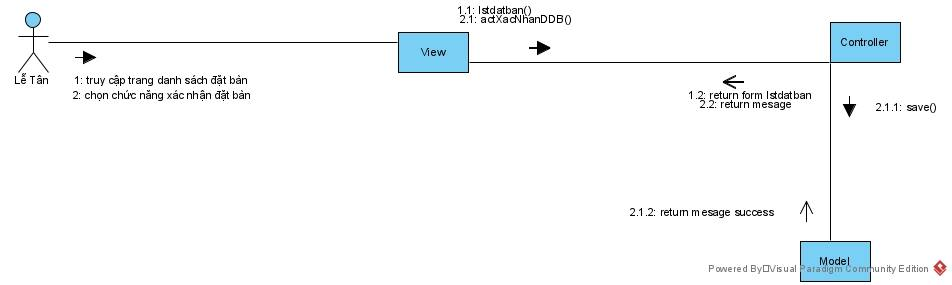 1.1: lstdatban()
2.1: actXacNhanDDB()
View
Controller
Lễ Tân
1: truy cập trang danh sách đặt bàn
2: chọn chức năng xác nhận đặt bàn
1.2: return form lstdatban
2.2: return mesage
2.1.1: save()
2.1.2: return mesage success
Model
Powered By Visual Paradigm Community Edition